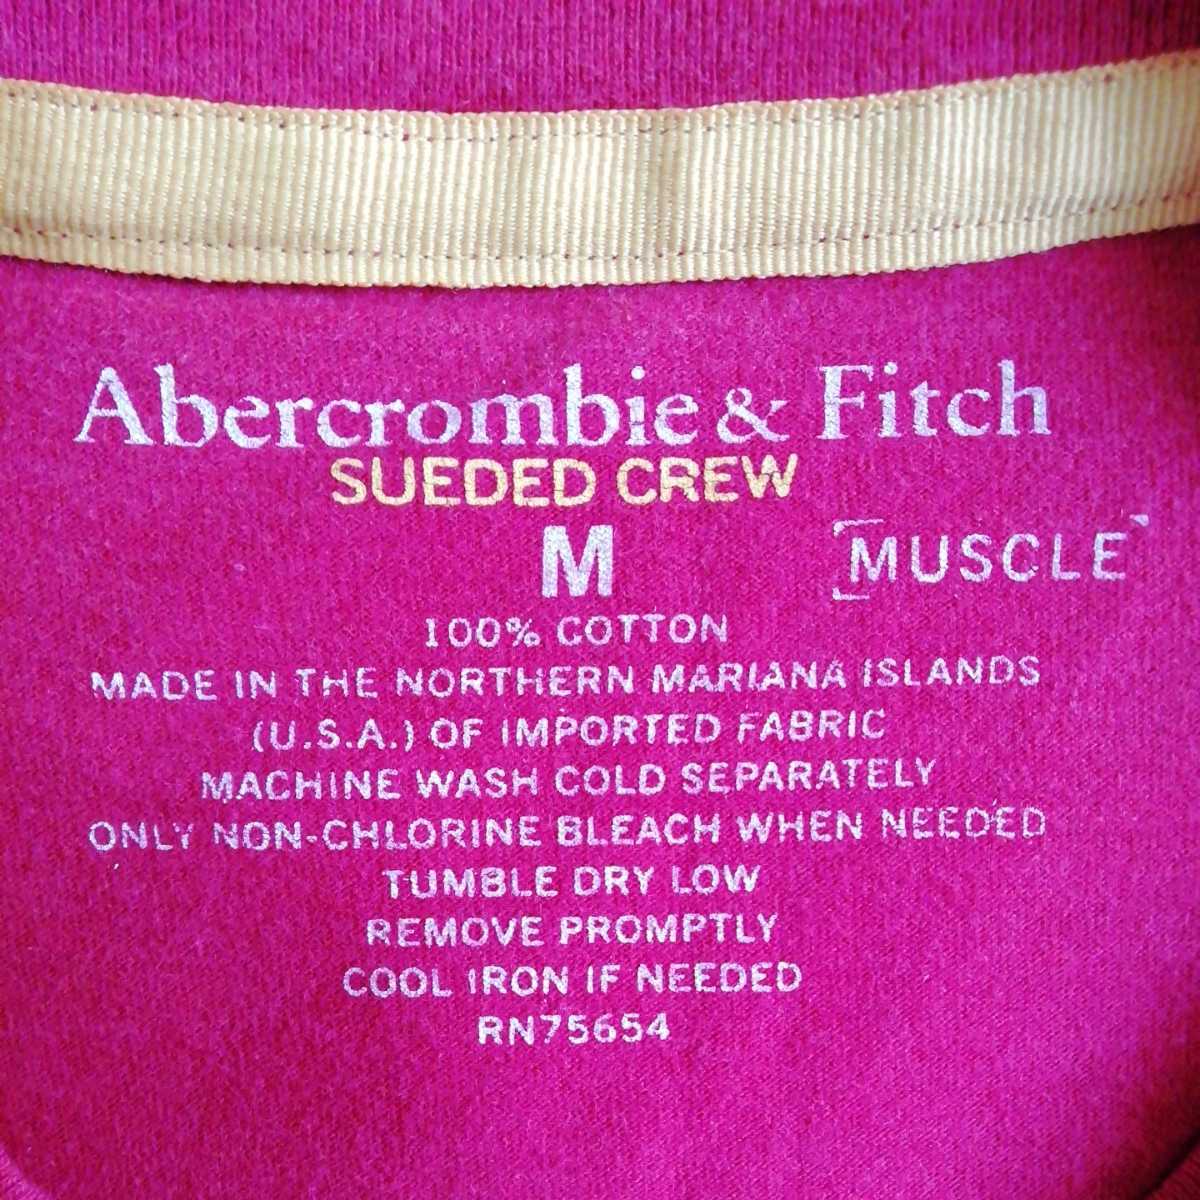 Abercrombie & Fitch
SUEDED CREW
M
MUSCLE
100% COTTON
MADE IN THE NORTHERN MARIANA ISLANDS
(U.S.A.) OF IMPORTED FABRIC
MACHINE WASH COLD SEPARATELY
ONLY NON-CHLORINE BLEACH WHEN NEEDED
TUMBLE DRY LOW
REMOVE PROMPTLY
COOL IRON IF NEEDED
RN75654